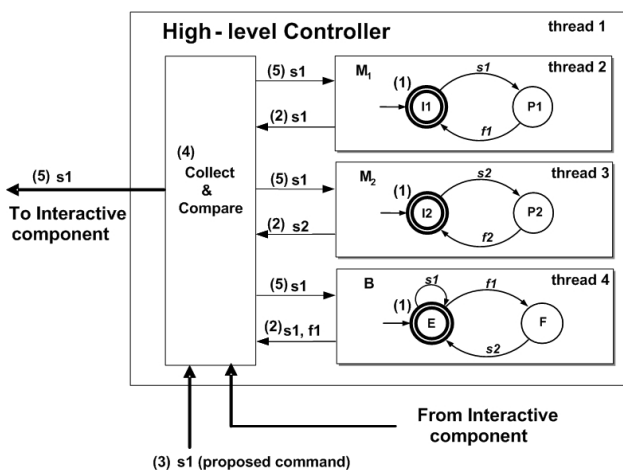 High-level Controller
thread 1
(5) s1
(2) s1
M1
thread 2
(1)
I1
s1
P1
f1
(4)
Collect
&
Compare
(5) s1
To Interactive
component
(5) s1
(2) s2
M2
thread 3
(1)
I2
s2
P2
f2
(5) s1
(2) s1, f1
B
thread 4
(1)
s1
E
f1
F
s2
From Interactive
component
(3) s1 (proposed command)